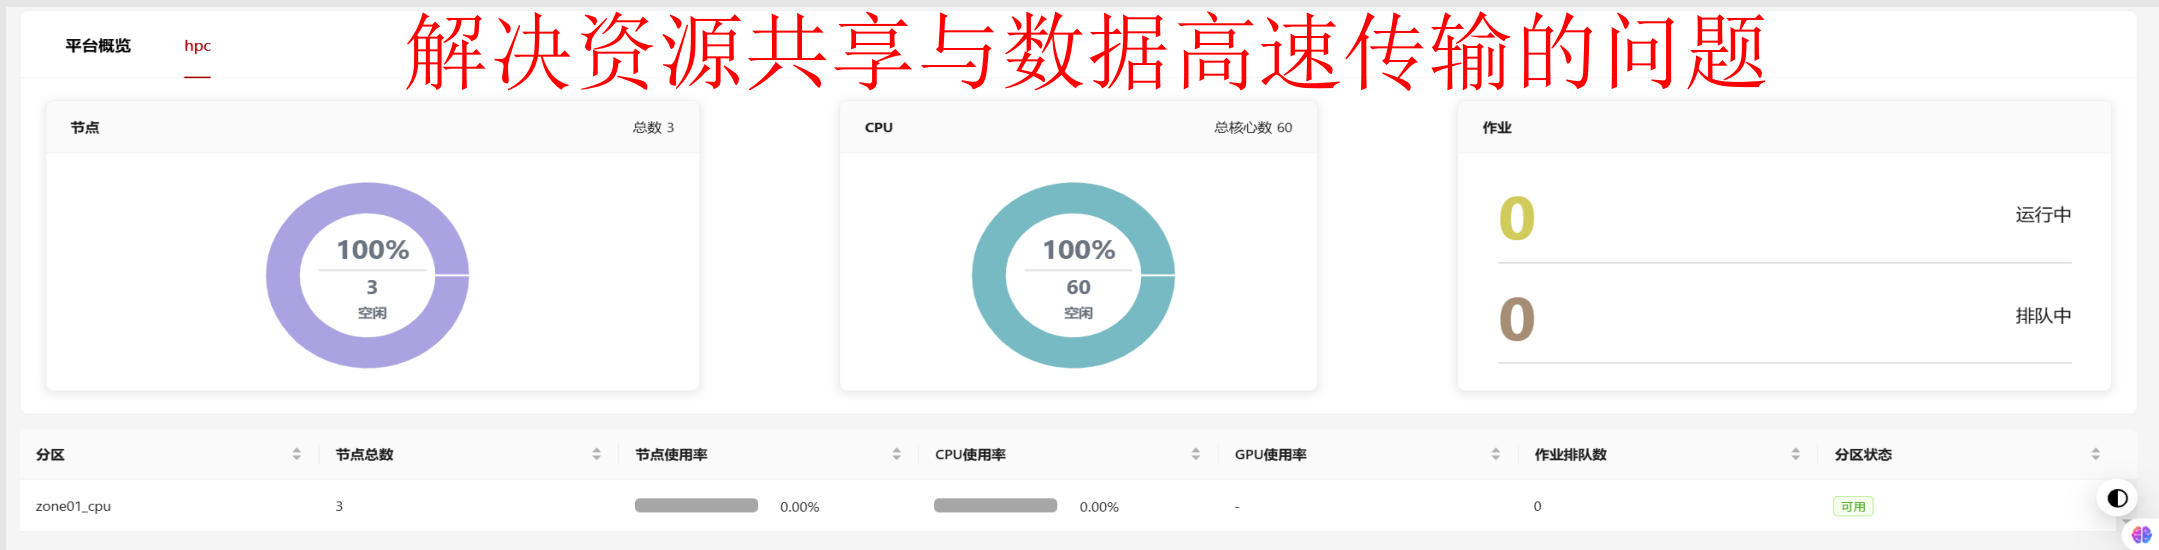 解决资源共享与数据高速传输的问题
平台概览 hpc
节点 总数 3
100%
3
空闲
CPU 总核心数 60
100%
60
空闲
作业
0 运行中
0 排队中
分区 节点总数 节点使用率 CPU使用率 GPU使用率 作业排队数 分区状态
zone01_cpu 3 0.00% 0.00% - 0 可用